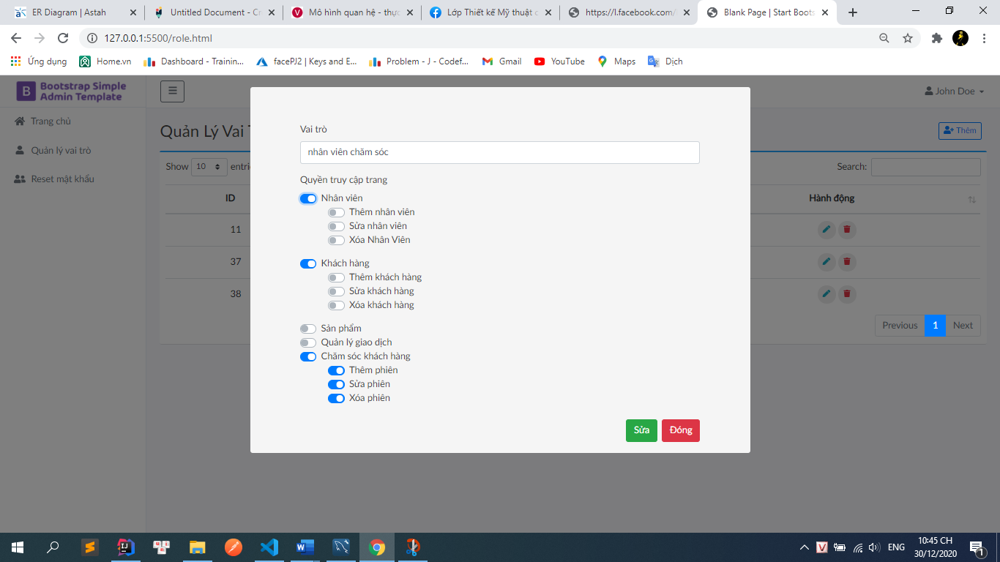 ER Diagram | Astah
Untitled Document - Cr
Mô hình quan hệ - thực
Lớp Thiết kế Mỹ thuật
https://l.facebook.com/
Blank Page | Start Boots
127.0.0.1:5500/role.html
Ứng dụng
Home.vn
Dashboard - Trainin...
facePJ2 | Keys and E...
Problem - J - Codef...
Gmail
YouTube
Maps
Dịch
B Bootstrap Simple
Admin Template
John Doe
Trang chủ
Quản lý vai trò
Reset mật khẩu
Quản Lý Vai T
Thêm
Show 10 entri
Search:
ID
Hành động
11
37
38
Previous 1 Next
Vai trò
nhân viên chăm sóc
Quyền truy cập trang
Nhân viên
Thêm nhân viên
Sửa nhân viên
Xóa Nhân Viên
Khách hàng
Thêm khách hàng
Sửa khách hàng
Xóa khách hàng
Sản phẩm
Quản lý giao dịch
Chăm sóc khách hàng
Thêm phiên
Sửa phiên
Xóa phiên
Sửa Đóng
ENG
10:45 CH
30/12/2020
1